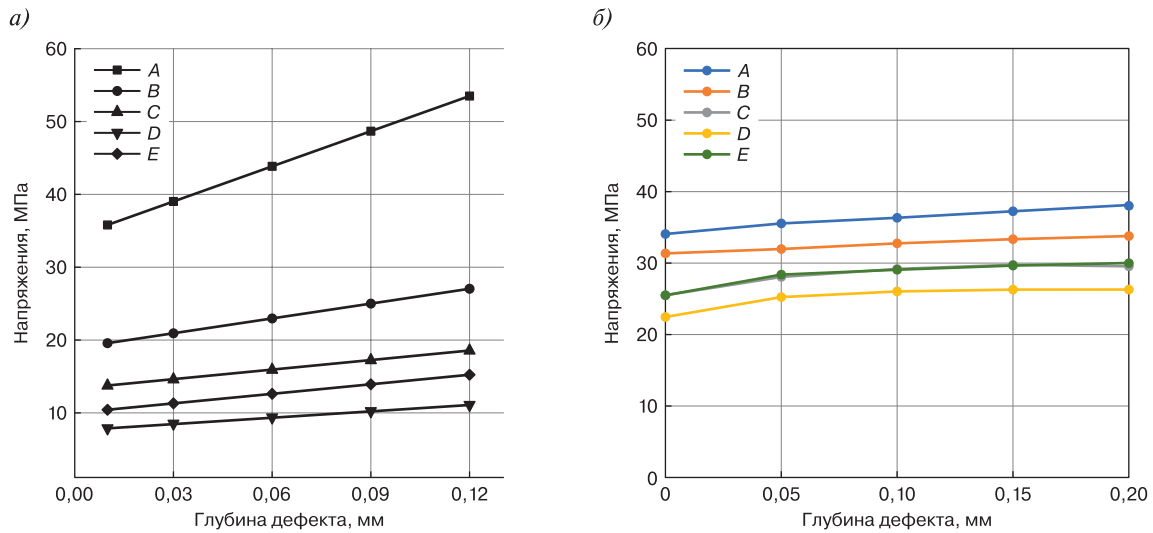 а)
60
50
40
30
20
10
0,00
0,03
0,06
0,09
0,12
Напряжения, МПа
Глубина дефекта, мм
A
B
C
D
E
б)
60
50
40
30
20
10
0
0
0,05
0,10
0,15
0,20
Напряжения, МПа
Глубина дефекта, мм
A
B
C
D
E